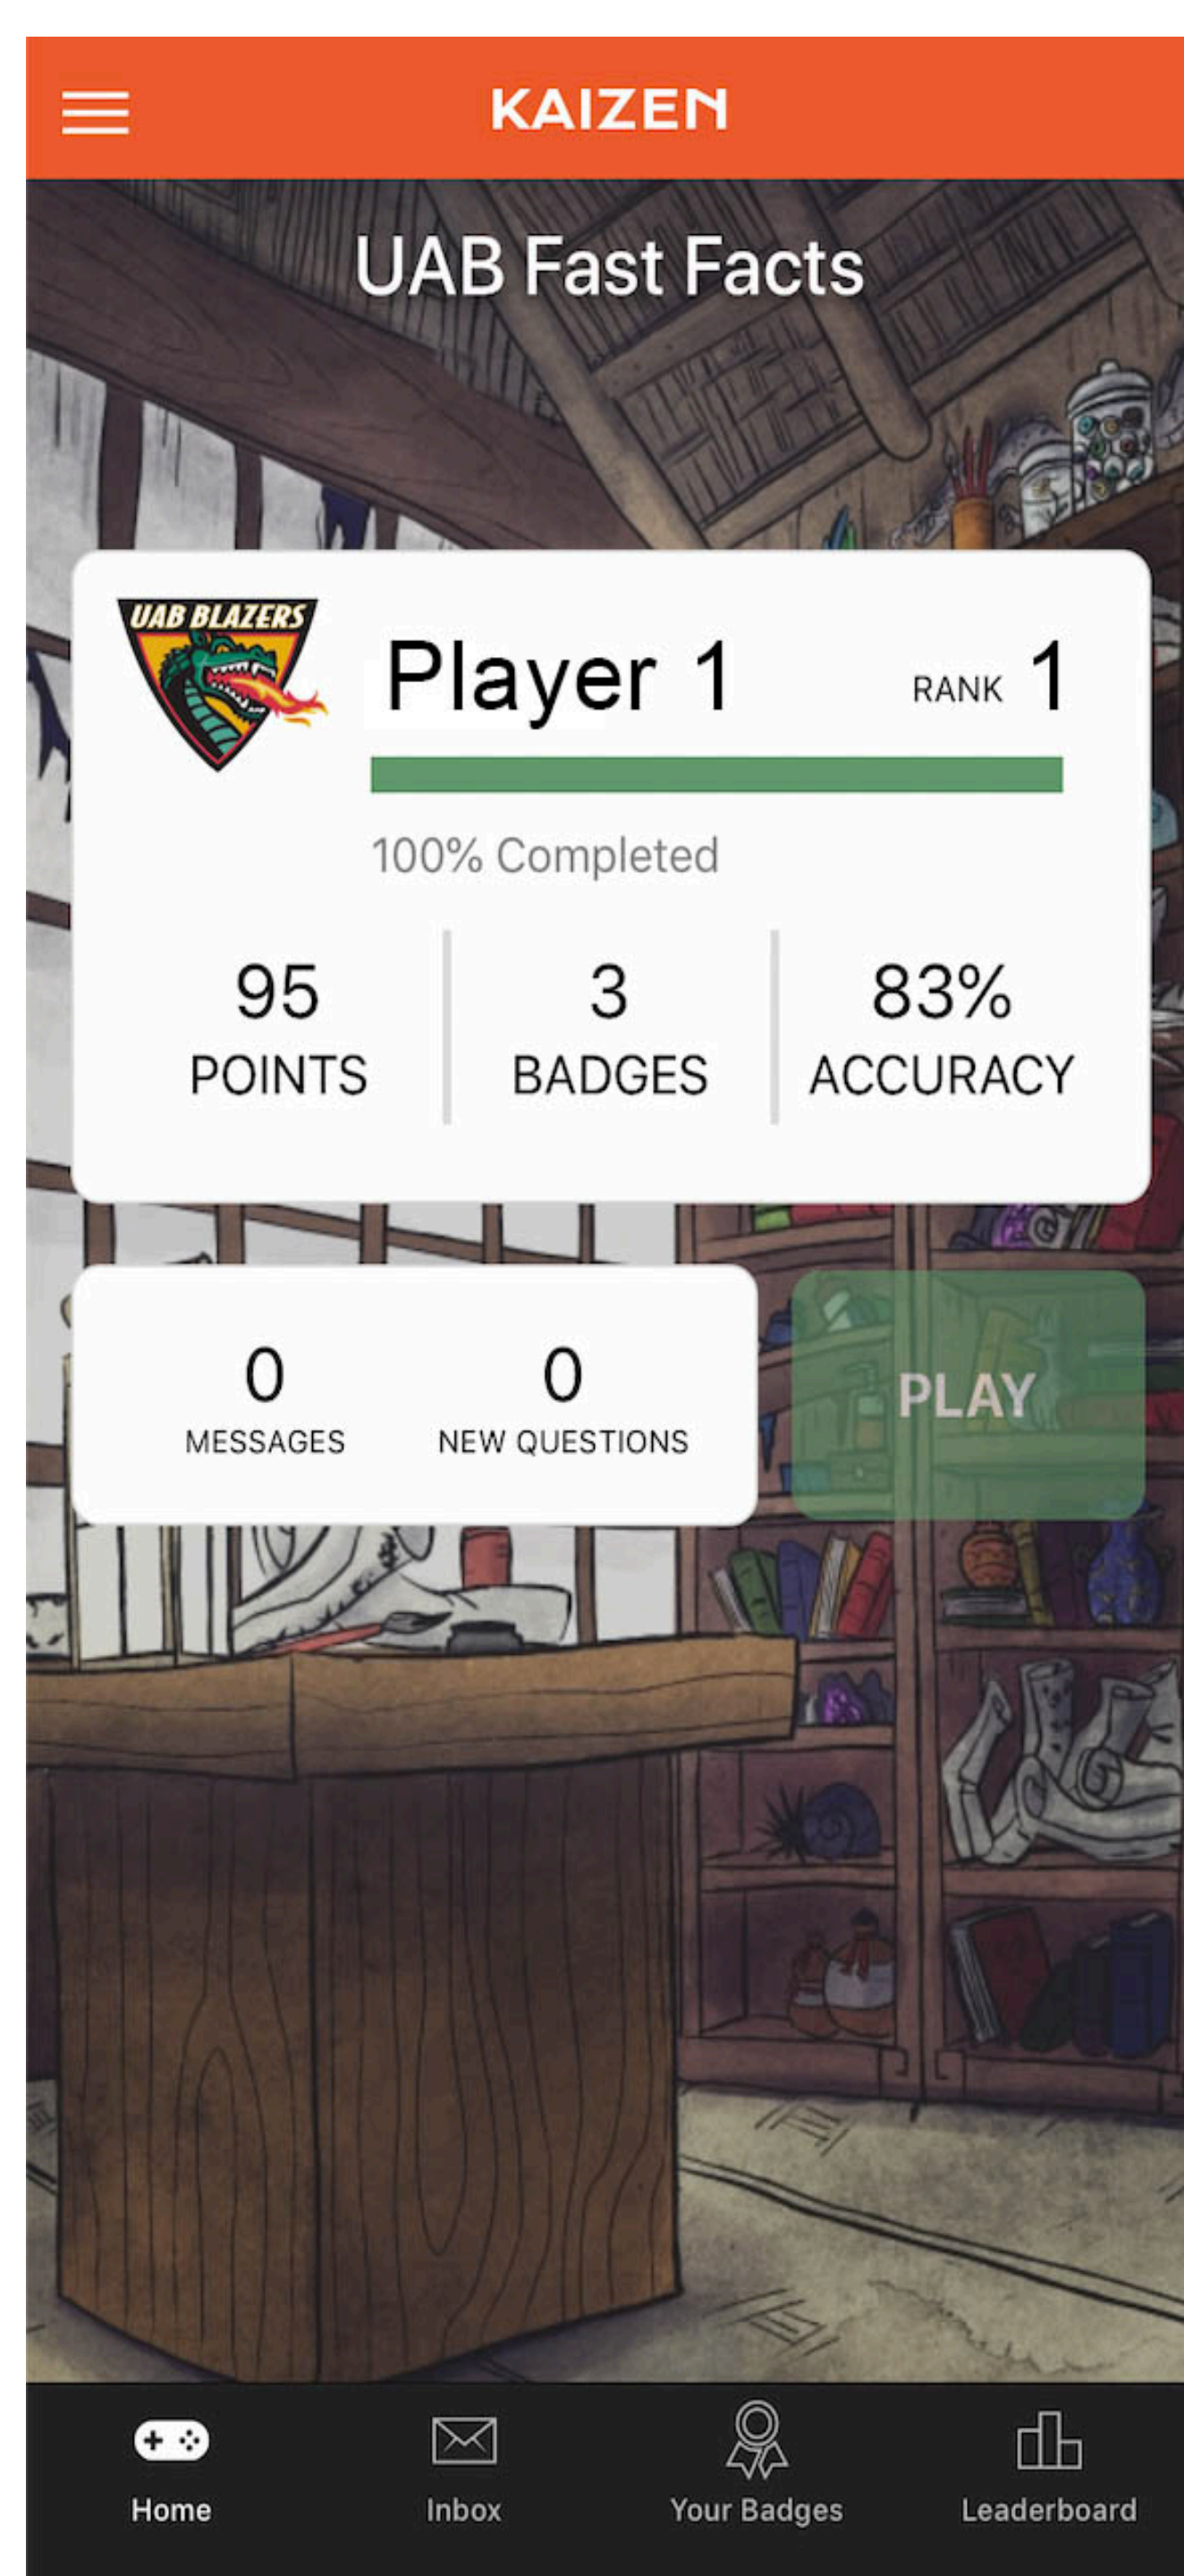 KAIZEN
UAB Fast Facts
UAB BLAZERS
Player 1
RANK 1
100% Completed
95
POINTS
3
BADGES
83%
ACCURACY
0
MESSAGES
0
NEW QUESTIONS
PLAY
Home
Inbox
Your Badges
Leaderboard